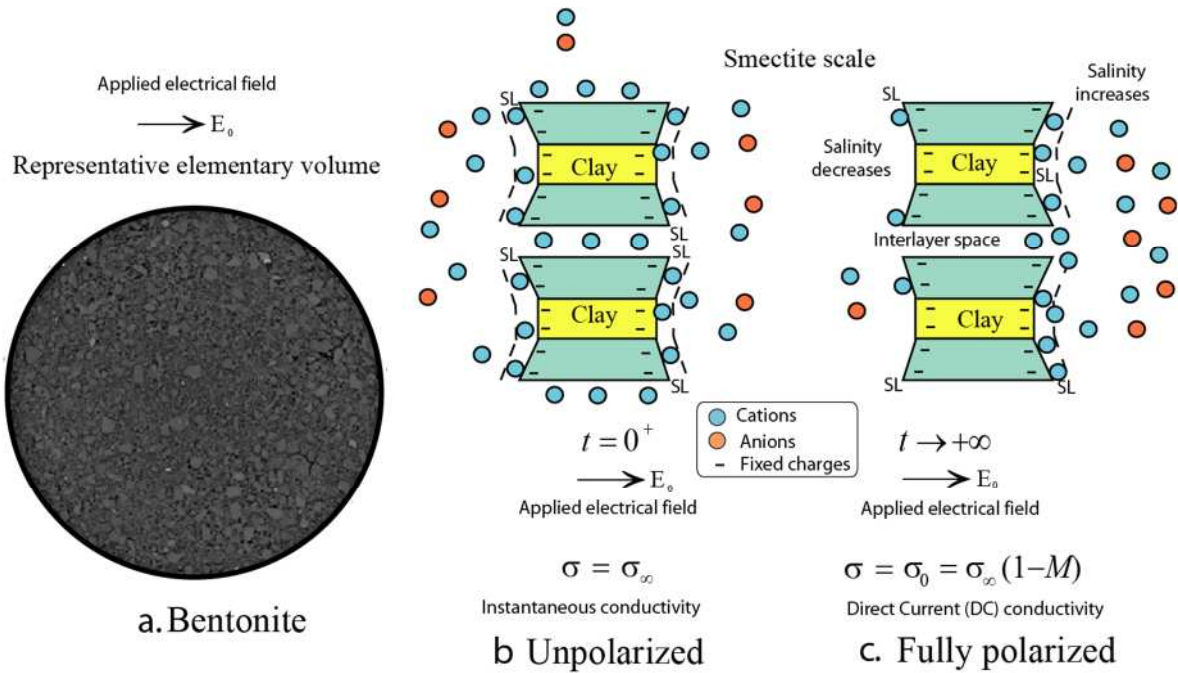 Applied electrical field
E₀
Representative elementary volume
a. Bentonite
Smectite scale
SL
Clay
SL
SL
Clay
SL
t = 0⁺
E₀
Applied electrical field
σ = σ∞
Instantaneous conductivity
b Unpolarized
Cations
Anions
Fixed charges
SL
Salinity
increases
Salinity
decreases
Clay
SL
Interlayer space
Clay
SL
SL
t → +∞
E₀
Applied electrical field
σ = σ₀ = σ∞ (1−M)
Direct Current (DC) conductivity
c. Fully polarized